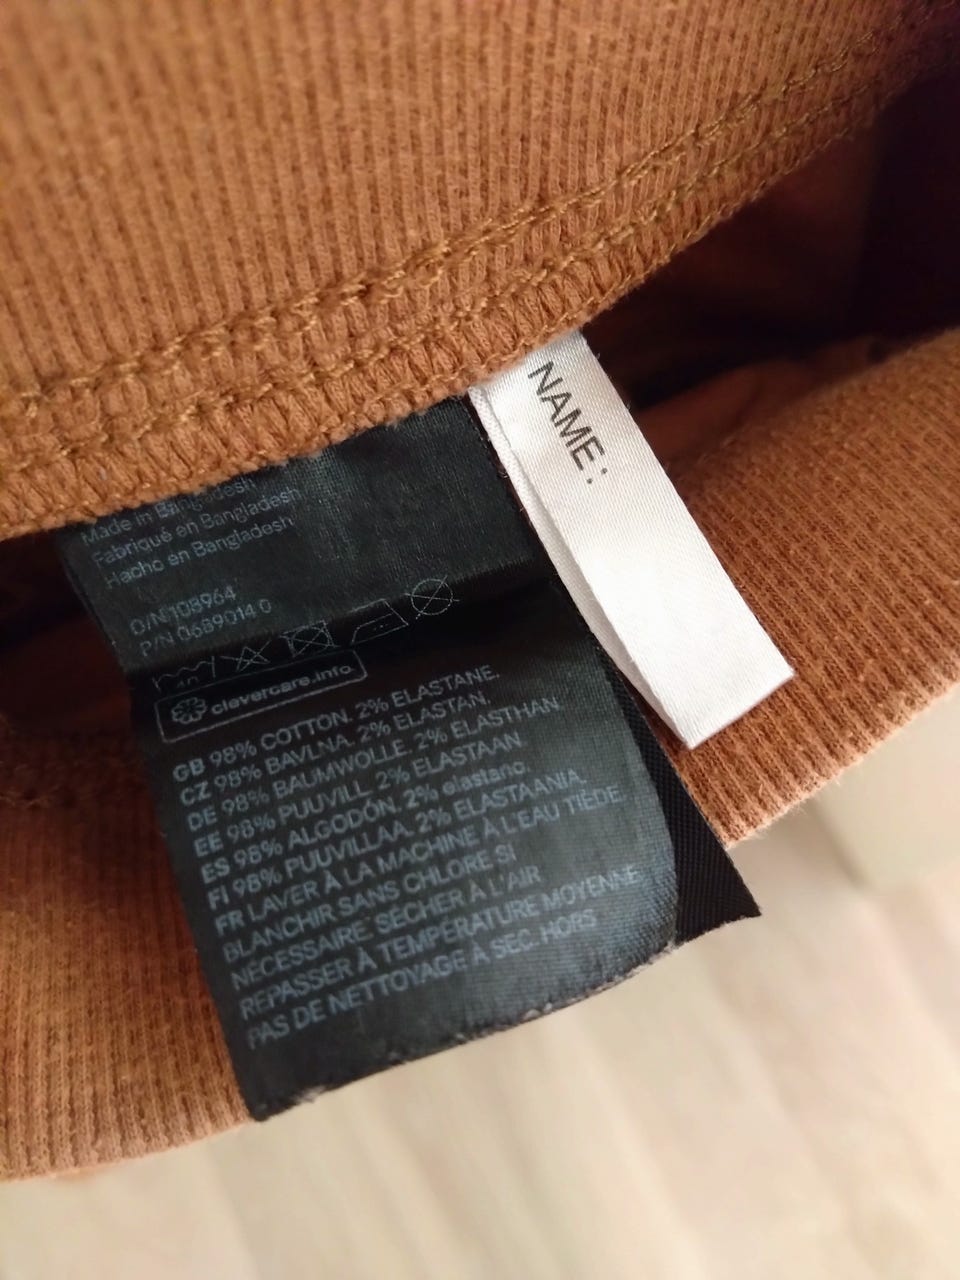 Made in Bangladesh
Fabriqué en Bangladesh
Hecho en Bangladesh
O/N 108964
P/N 0689014 0
40
clevercare.info
GB 98% COTTON. 2% ELASTANE.
CZ 98% BAVLNA. 2% ELASTAN,
DE 98% BAUMWOLLE. 2% ELASTHAN
EE 98% PUUVILL. 2% ELASTAAN
ES 98% ALGODÓN. 2% elastano.
FI 98% PUUVILLAA. 2% ELASTAANIA.
FR LAVER À LA MACHINE À L'EAU TIÈDE.
BLANCHIR SANS CHLORE SI
NÉCESSAIRE. SÉCHER À L'AIR
REPASSER À TEMPÉRATURE MOYENNE
PAS DE NETTOYAGE À SEC. HORS
NAME: